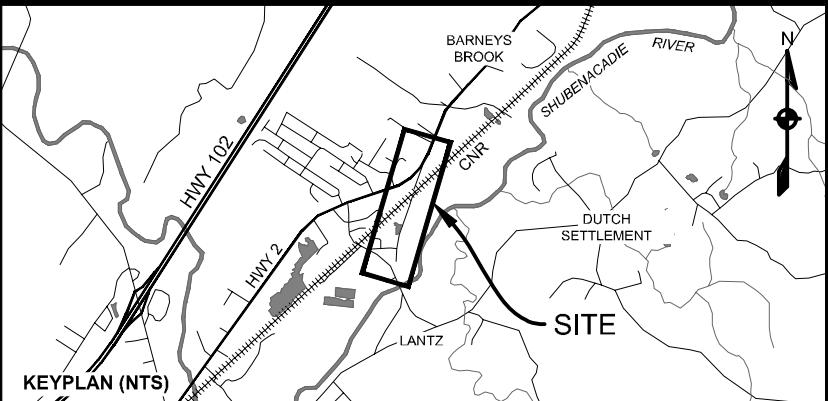 BARNEYS
BROOK
SHUBENACADIE
RIVER
N
HWY 102
CNR
DUTCH
SETTLEMENT
HWY 2
SITE
LANTZ
KEYPLAN (NTS)